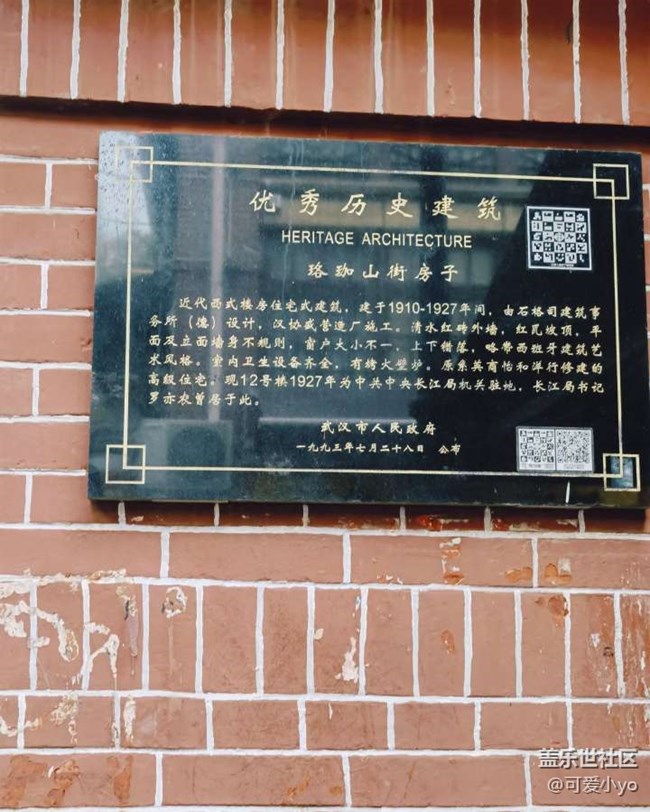 优秀历史建筑
HERITAGE ARCHITECTURE
珞珈山街房子
近代西式楼房住宅式建筑，建于1910-1927年间，由石格司建筑事
务所（德）设计，汉协盛营造厂施工。清水红砖外墙，红瓦坡顶，平
面及立面墙身不规则，窗户大小不一，上下错落，略带西班牙建筑艺
术风格。室内卫生设备齐全，有烤火壁炉。原系英商怡和洋行修建的
高级住宅。现12号楼1927年为中共中央长江局机关驻地，长江局书记
罗亦农曾居于此。
武汉市人民政府
一九九三年七月二十八日 公布
盖乐世社区
@可爱小yo